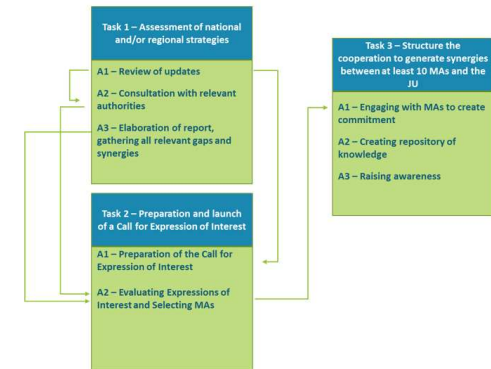 Task 1 – Assessment of national
and/or regional strategies
A1 – Review of updates
A2 – Consultation with relevant
authorities
A3 – Elaboration of report,
gathering all relevant gaps and
synergies
Task 2 – Preparation and launch
of a Call for Expression of Interest
A1 – Preparation of the Call for
Expression of Interest
A2 – Evaluating Expressions of
Interest and Selecting MAs
Task 3 – Structure the
cooperation to generate synergies
between at least 10 MAs and the
JU
A1 – Engaging with MAs to create
commitment
A2 – Creating repository of
knowledge
A3 – Raising awareness